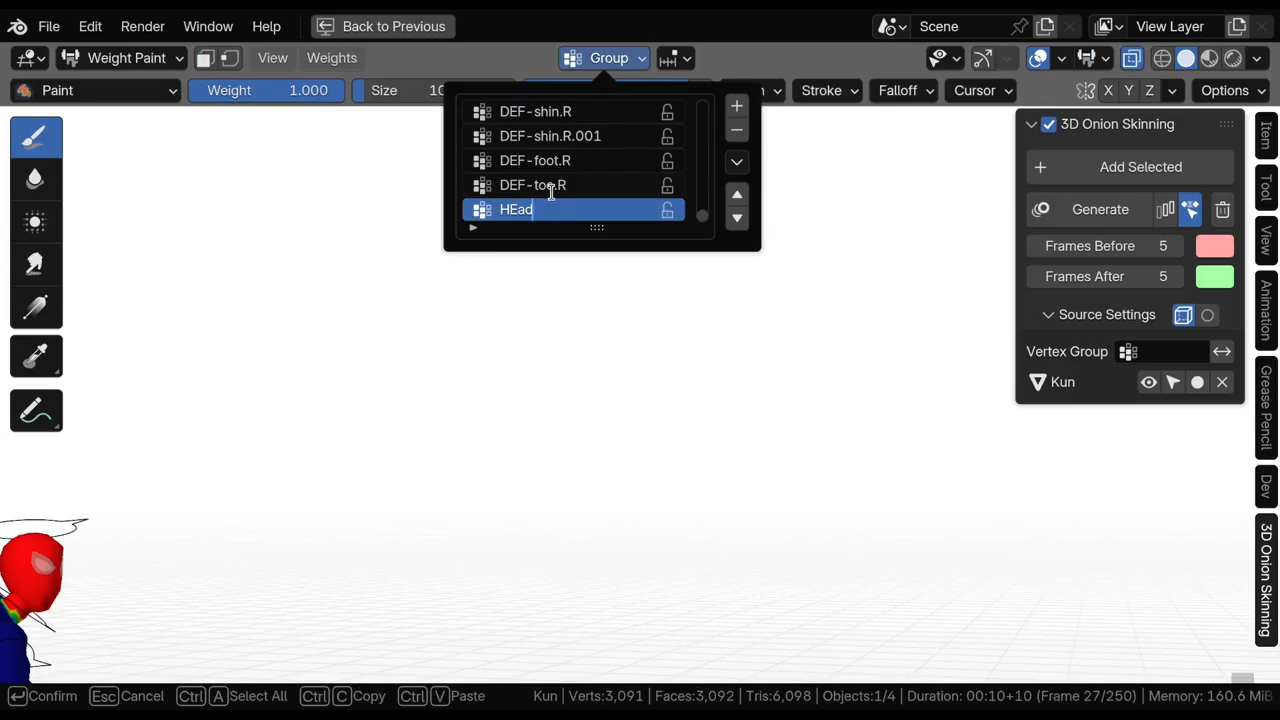 File Edit Render Window Help Back to Previous Scene View Layer
Weight Paint View Weights Group
Paint Weight 1.000 Size 10 Stroke Falloff Cursor X Y Z Options
DEF-shin.R
DEF-shin.R.001
DEF-foot.R
DEF-toe.R
HEad
3D Onion Skinning
Add Selected
Generate
Frames Before 5
Frames After 5
Source Settings
Vertex Group
Kun
Item
Tool
View
Animation
Grease Pencil
Dev
3D Onion Skinning
Confirm Esc Cancel Ctrl A Select All Ctrl C Copy Ctrl V Paste Kun | Verts:3,091 | Faces:3,092 | Tris:6,098 | Objects:1/4 | Duration: 00:10+10 (Frame 27/250) | Memory: 160.6 MiB